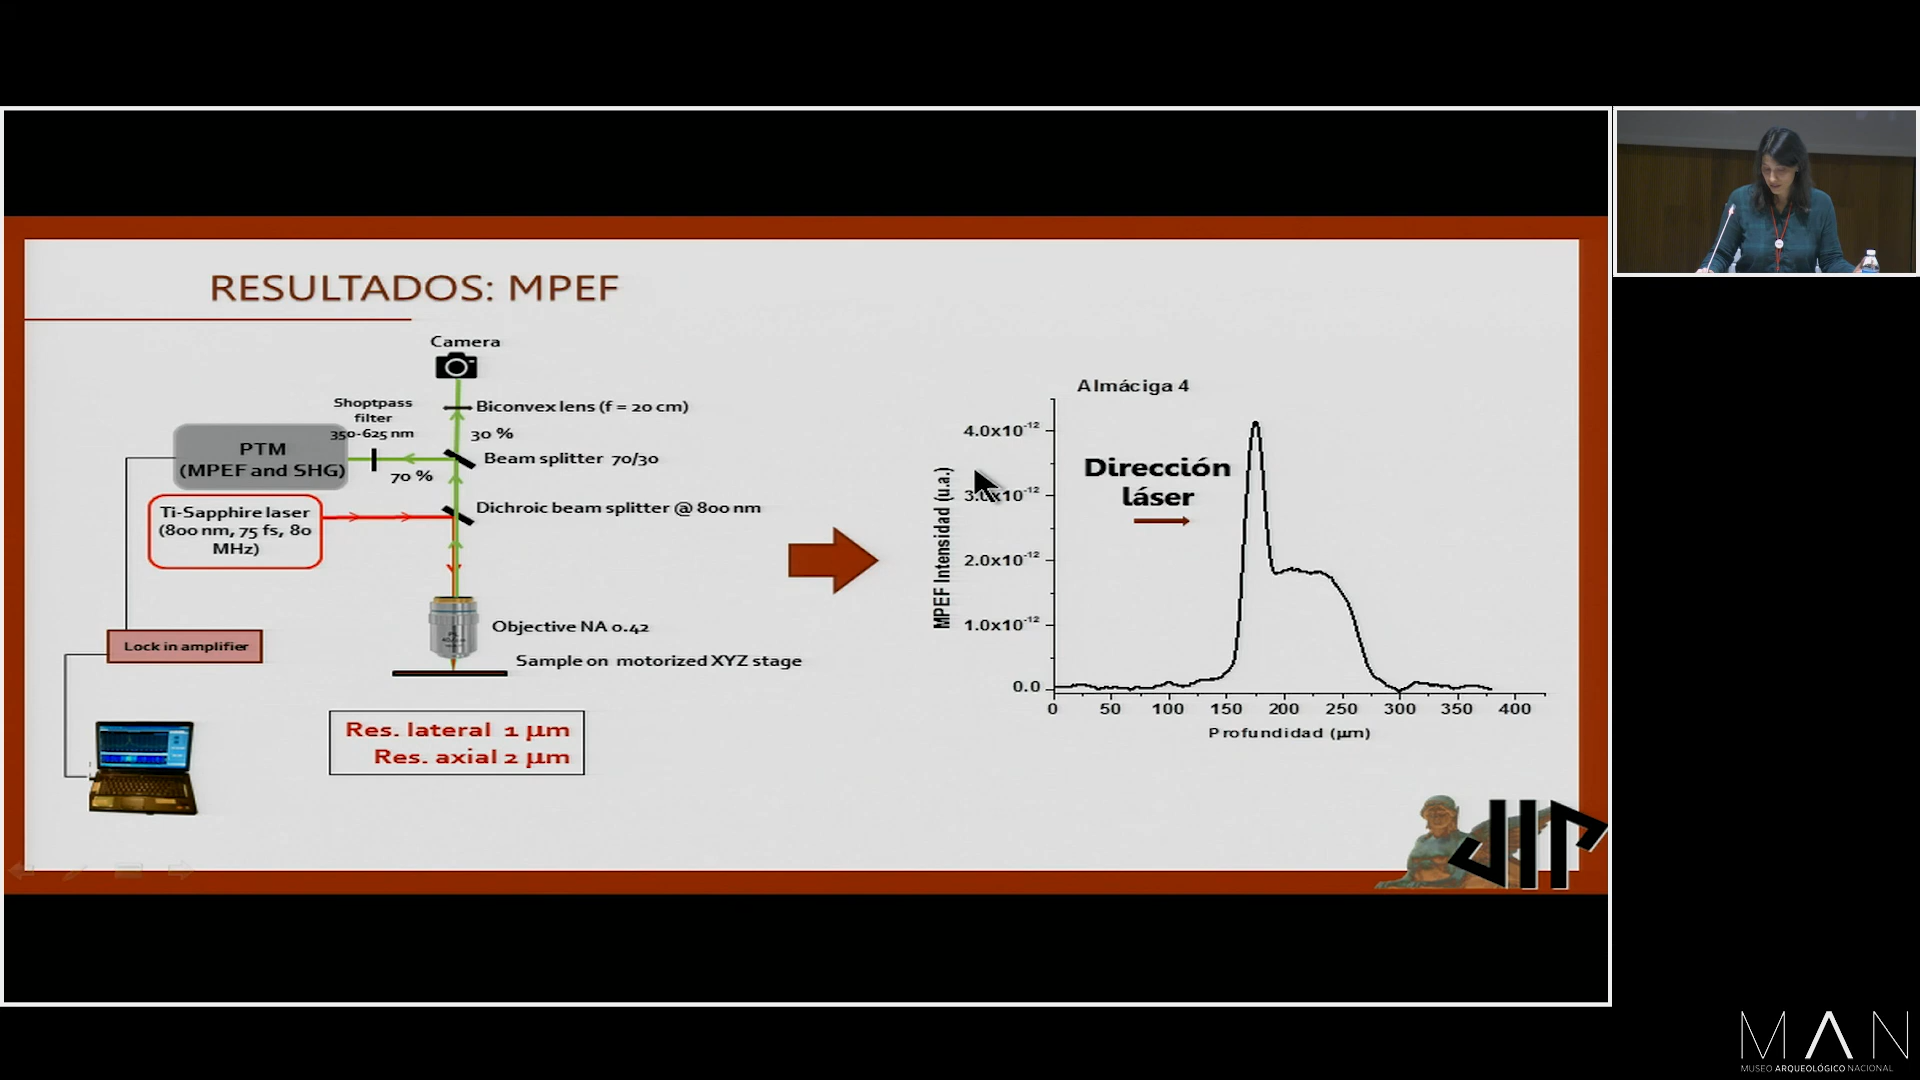 RESULTADOS: MPEF
Camera
Shoptpass
filter
350-625 nm
Biconvex lens (f = 20 cm)
30 %
PTM
(MPEF and SHG)
70 %
Beam splitter 70/30
Ti-Sapphire laser
(800 nm, 75 fs, 80
MHz)
Dichroic beam splitter @ 800 nm
Objective NA 0.42
Lock in amplifier
Sample on motorized XYZ stage
Res. lateral 1 µm
Res. axial 2 µm
Almáciga 4
Dirección
láser
MPEF Intensidad (u.a.)
4.0x10-12
3.0x10-12
2.0x10-12
1.0x10-12
0.0
0 50 100 150 200 250 300 350 400
Profundidad (µm)
MAN
MUSEO ARQUEOLÓGICO NACIONAL